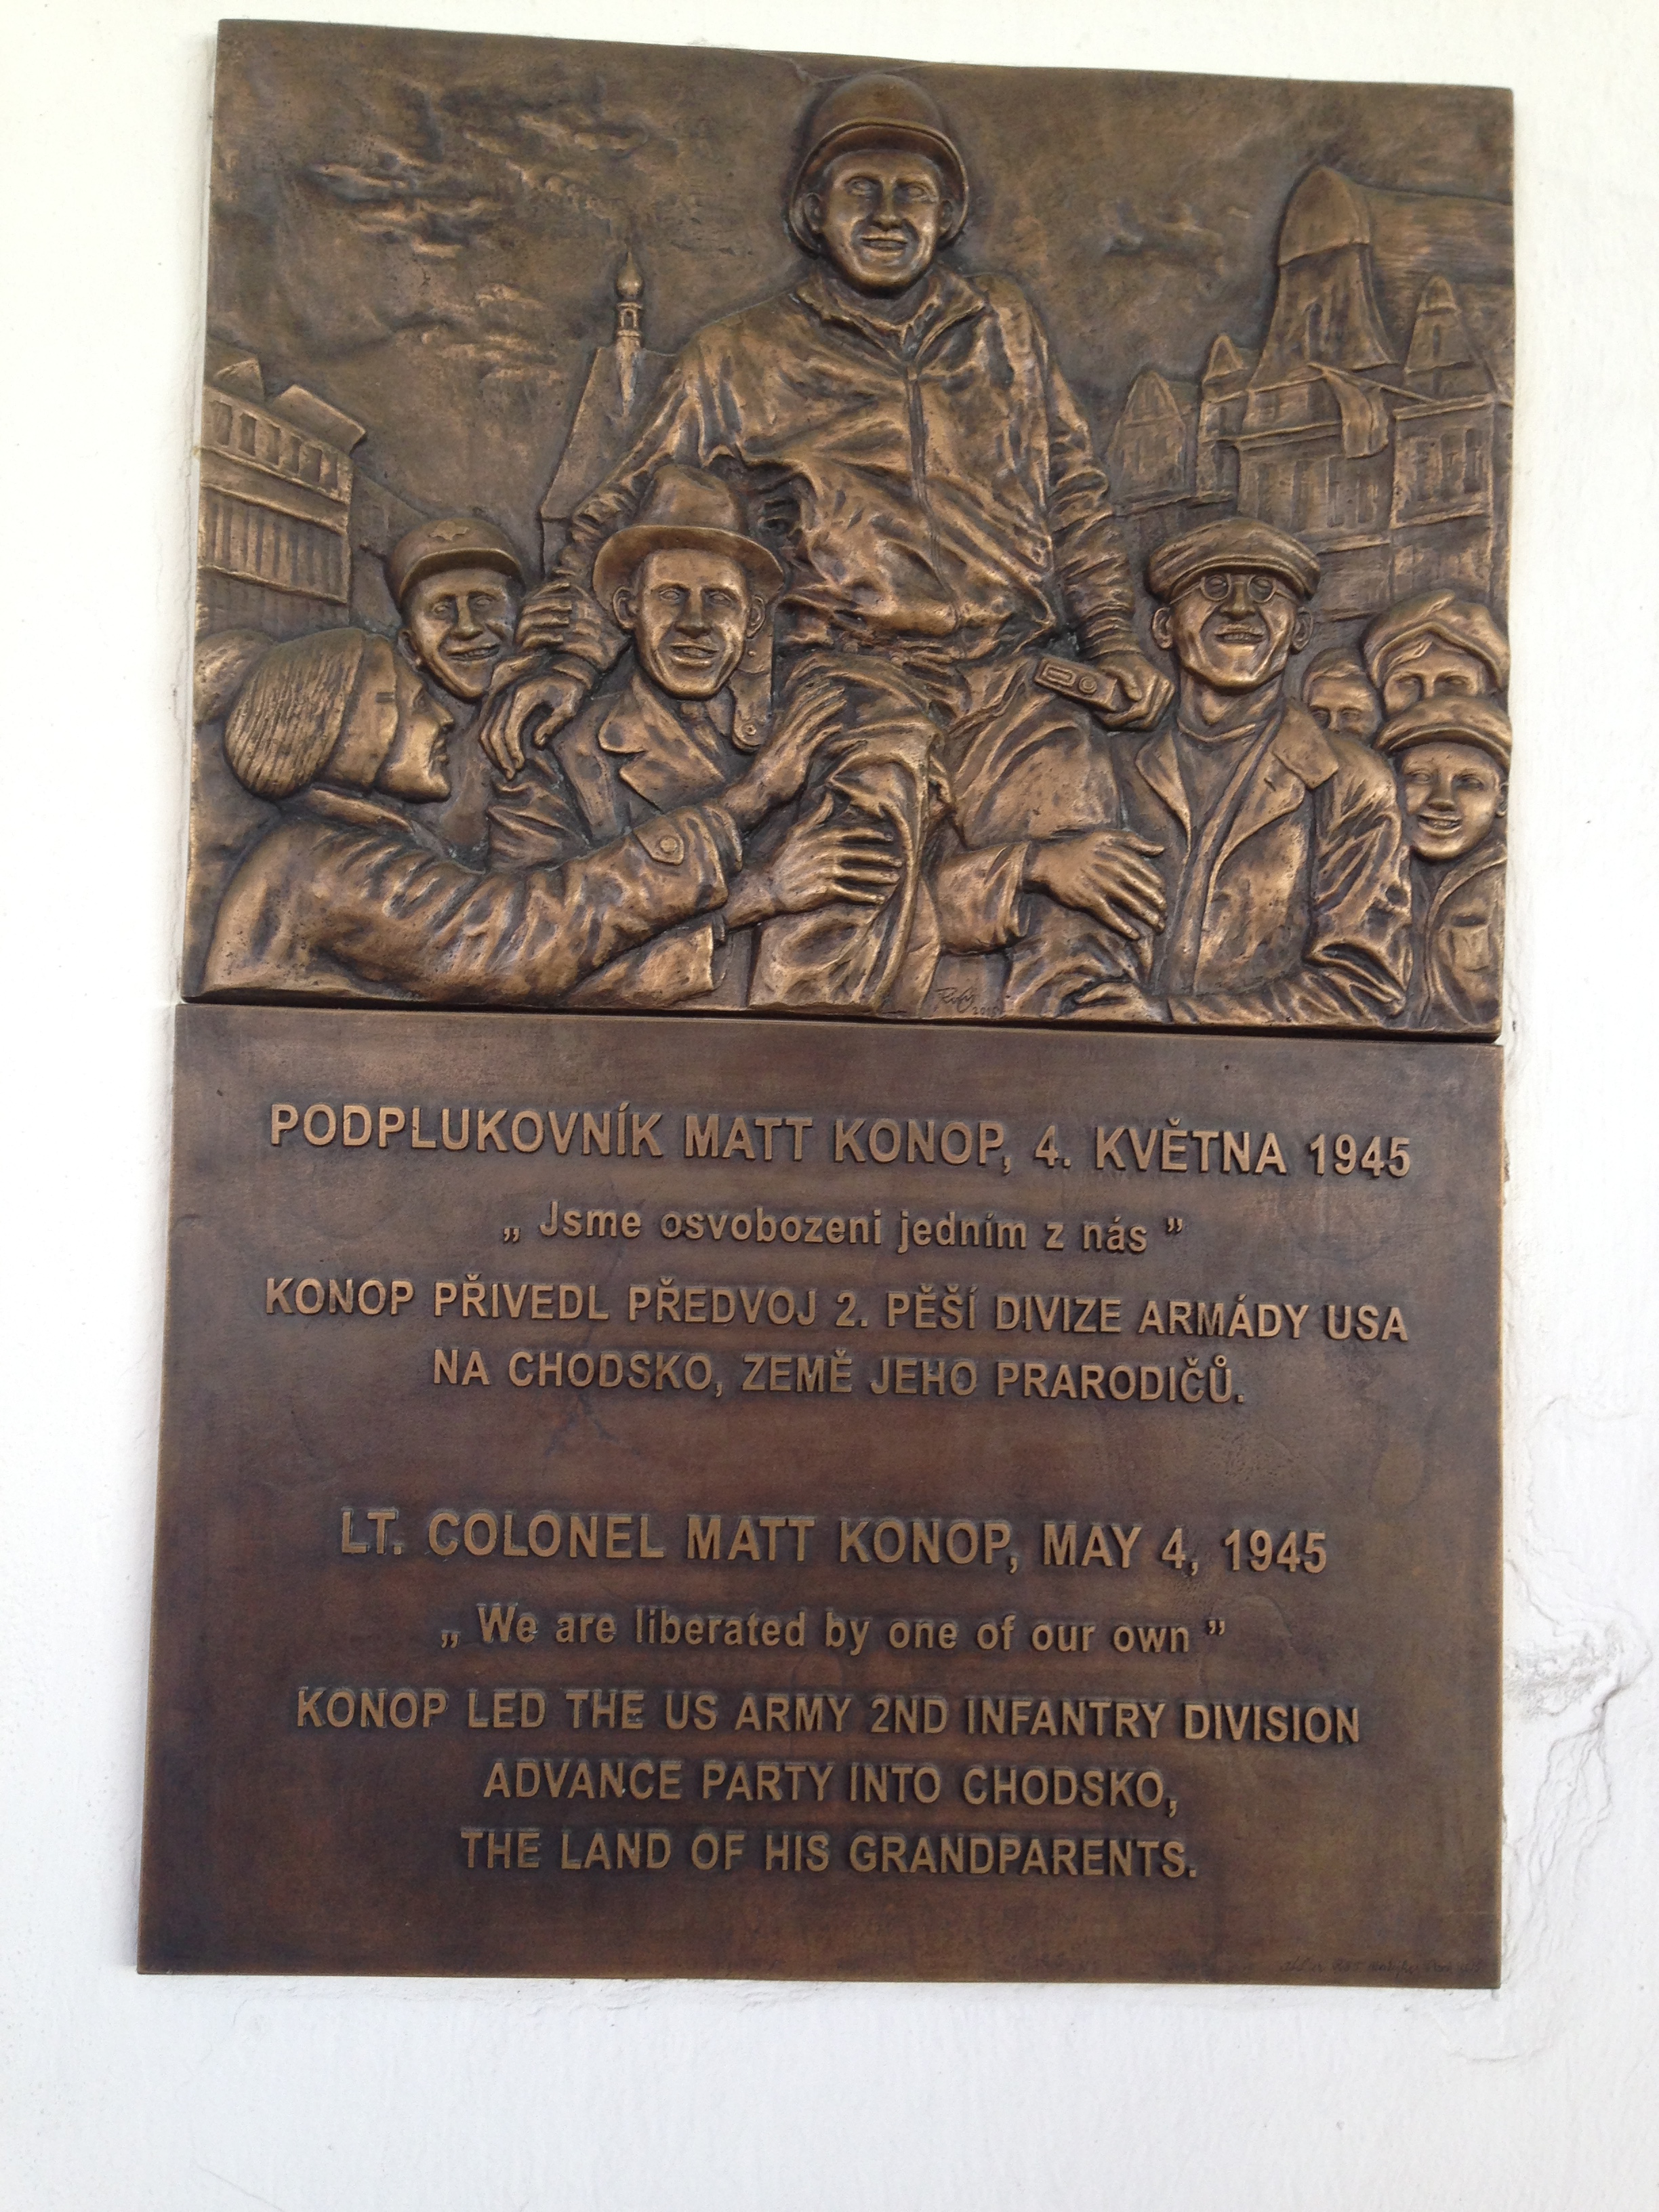 PODPLUKOVNÍK MATT KONOP, 4. KVĚTNA 1945
„ Jsme osvobozeni jedním z nás ”
KONOP PŘIVEDL PŘEDVOJ 2. PĚŠÍ DIVIZE ARMÁDY USA
NA CHODSKO, ZEMĚ JEHO PRARODIČŮ.
LT. COLONEL MATT KONOP, MAY 4, 1945
„ We are liberated by one of our own ”
KONOP LED THE US ARMY 2ND INFANTRY DIVISION
ADVANCE PARTY INTO CHODSKO,
THE LAND OF HIS GRANDPARENTS.